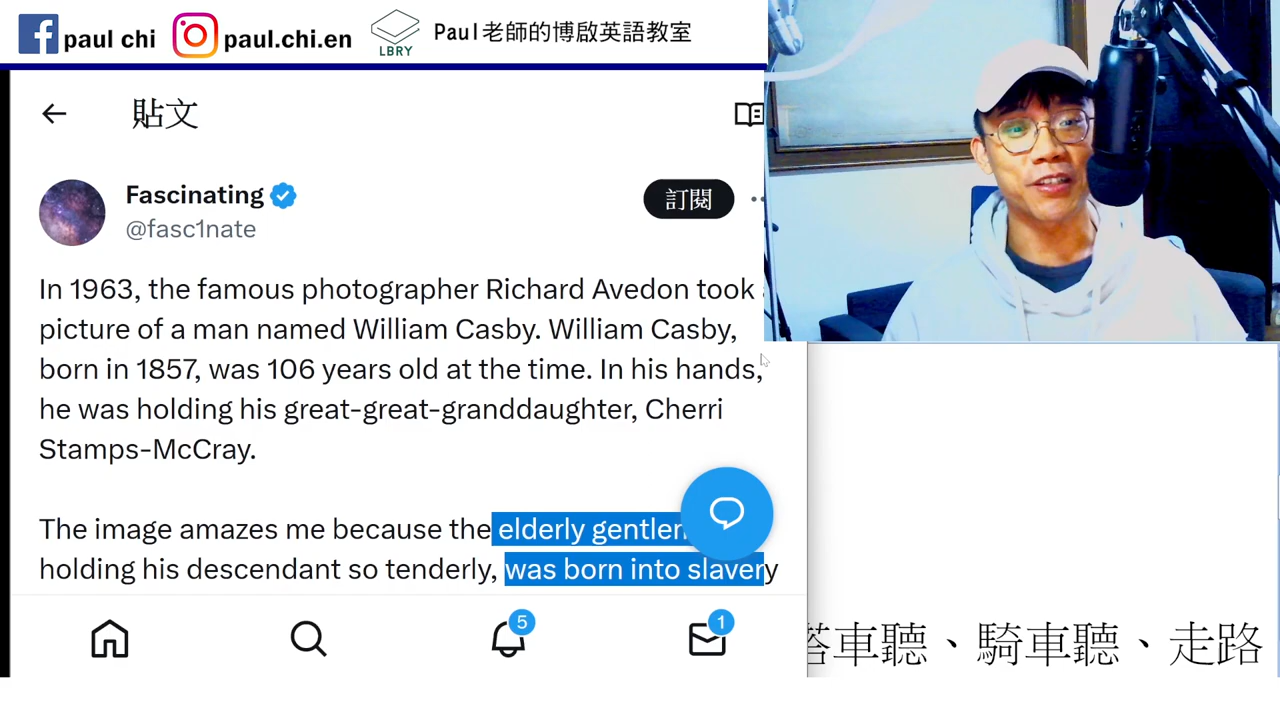 paul chi
paul.chi.en
LBRY
Paul老師的博啟英語教室
貼文
Fascinating
@fasc1nate
訂閱
In 1963, the famous photographer Richard Avedon took
picture of a man named William Casby. William Casby,
born in 1857, was 106 years old at the time. In his hands,
he was holding his great-great-granddaughter, Cherri
Stamps-McCray.
The image amazes me because the elderly
holding his descendant so tenderly, was born into slavery
5
1
車聽、騎車聽、走路